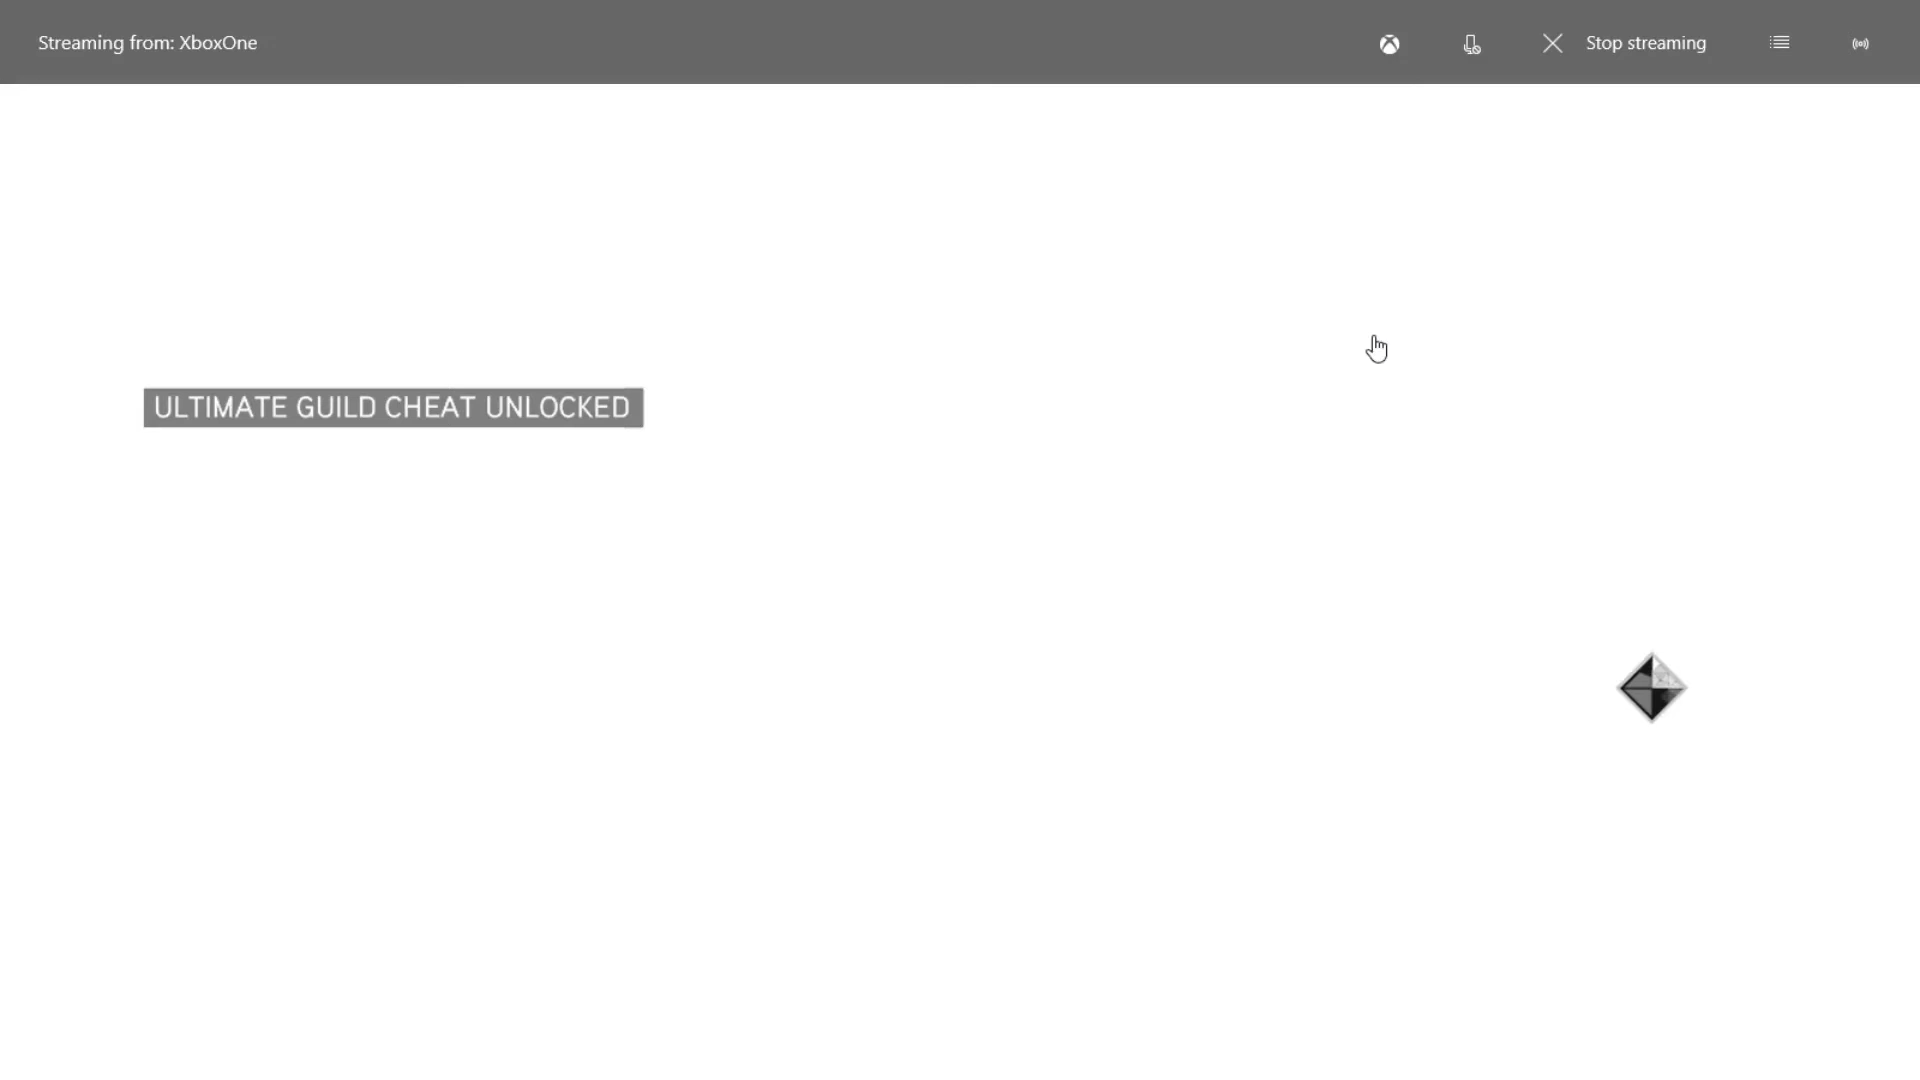 Streaming from: XboxOne
Stop streaming
ULTIMATE GUILD CHEAT UNLOCKED